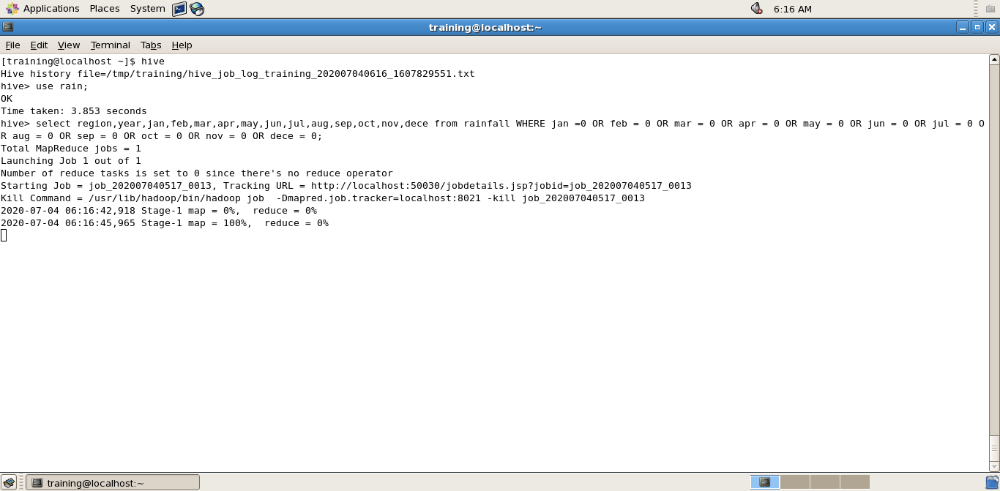 Applications Places System 6:16 AM
training@localhost:~
File Edit View Terminal Tabs Help
[training@localhost ~]$ hive
Hive history file=/tmp/training/hive_job_log_training_202007040616_1607829551.txt
hive> use rain;
OK
Time taken: 3.853 seconds
hive> select region,year,jan,feb,mar,apr,may,jun,jul,aug,sep,oct,nov,dece from rainfall WHERE jan =0 OR feb = 0 OR mar = 0 OR apr = 0 OR may = 0 OR jun = 0 OR jul = 0 O
R aug = 0 OR sep = 0 OR oct = 0 OR nov = 0 OR dece = 0;
Total MapReduce jobs = 1
Launching Job 1 out of 1
Number of reduce tasks is set to 0 since there's no reduce operator
Starting Job = job_202007040517_0013, Tracking URL = http://localhost:50030/jobdetails.jsp?jobid=job_202007040517_0013
Kill Command = /usr/lib/hadoop/bin/hadoop job  -Dmapred.job.tracker=localhost:8021 -kill job_202007040517_0013
2020-07-04 06:16:42,918 Stage-1 map = 0%,  reduce = 0%
2020-07-04 06:16:45,965 Stage-1 map = 100%,  reduce = 0%
training@localhost:~